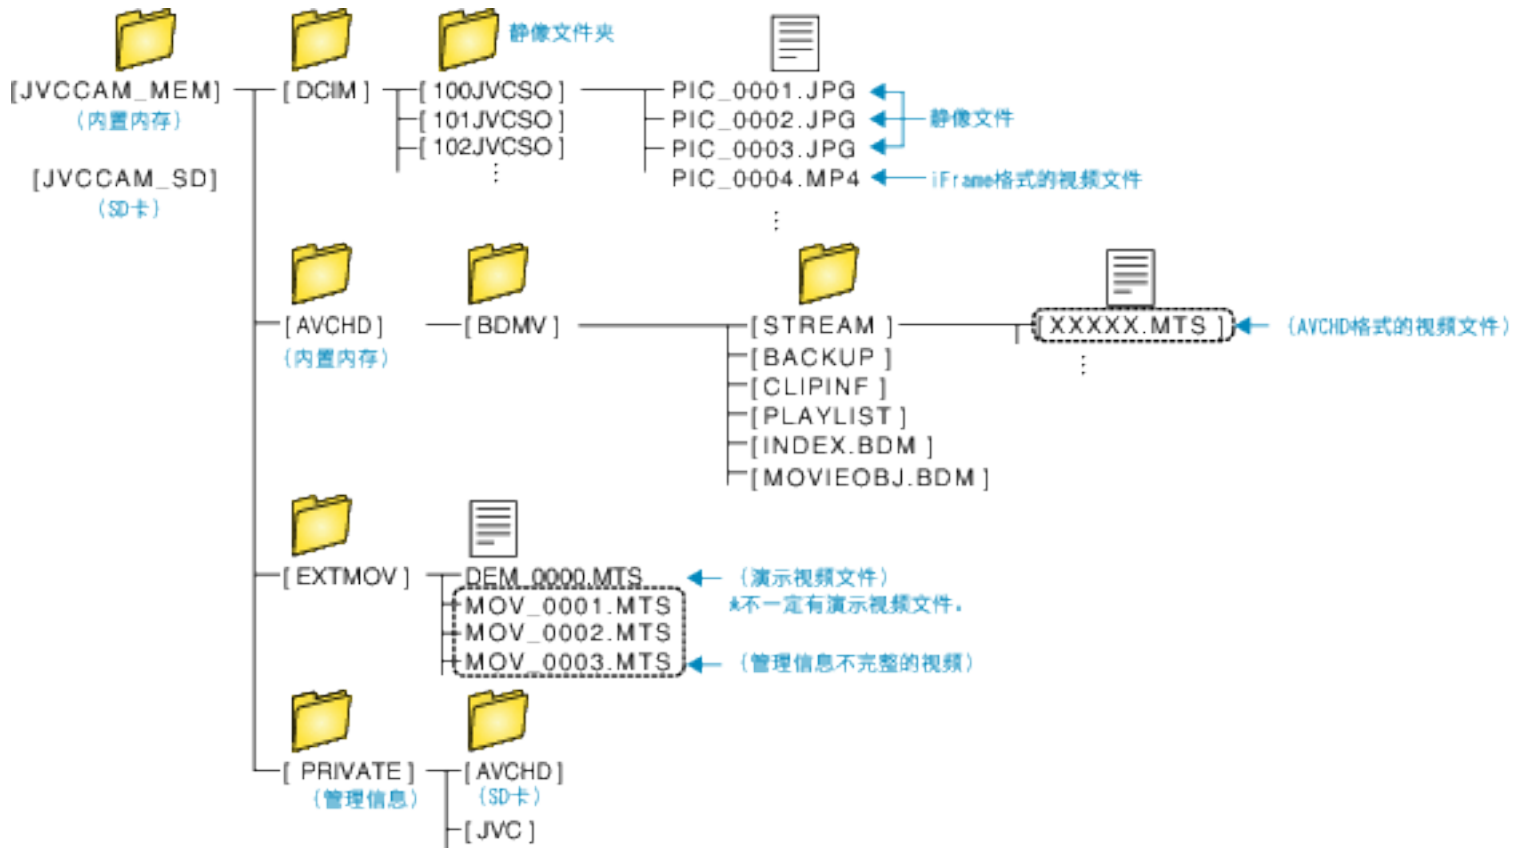 静像文件夹
[JVCCAM_MEM] [DCIM] [100JVCSO] PIC_0001.JPG
(内置内存) [101JVCSO] PIC_0002.JPG 静像文件
[102JVCSO] PIC_0003.JPG
[JVCCAM_SD] PIC_0004.MP4 iFrame格式的视频文件
(SD卡)
[AVCHD] [BDMV] [STREAM] [XXXXX.MTS] (AVCHD格式的视频文件)
(内置内存) [BACKUP]
[CLIPINF]
[PLAYLIST]
[INDEX.BDM]
[MOVIEOBJ.BDM]
[EXTMOV] DEM_0000.MTS (演示视频文件)
MOV_0001.MTS *不一定有演示视频文件。
MOV_0002.MTS
MOV_0003.MTS (管理信息不完整的视频)
[PRIVATE] [AVCHD]
(管理信息) (SD卡)
[JVC]